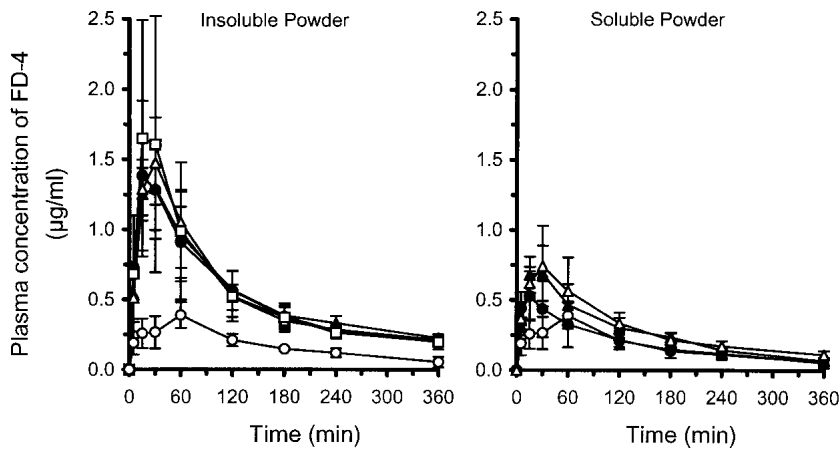 Insoluble Powder
Soluble Powder
Plasma concentration of FD-4
(μg/ml)
2.5
2.0
1.5
1.0
0.5
0.0
0 60 120 180 240 300 360
Time (min)
2.5
2.0
1.5
1.0
0.5
0.0
0 60 120 180 240 300 360
Time (min)